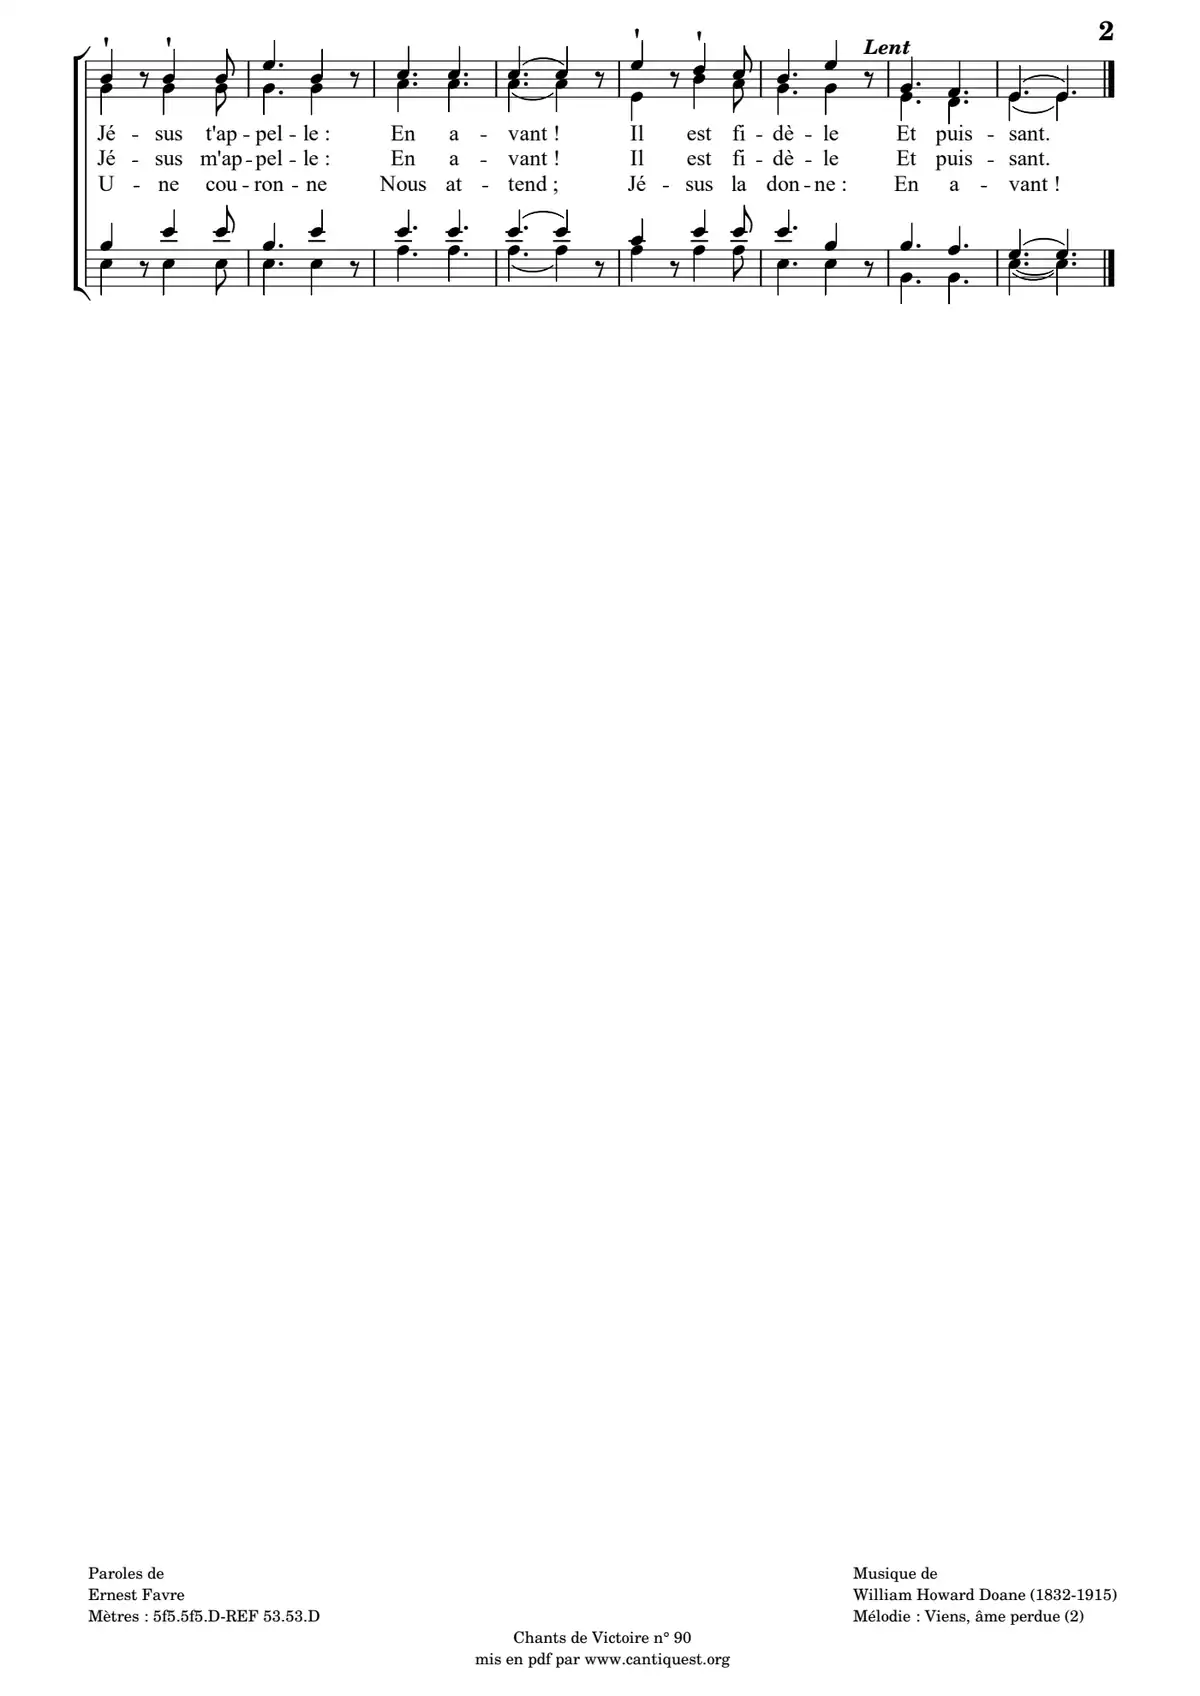 2
Lent
Jé - sus t'ap - pel - le : En a - vant ! Il est fi - dè - le Et puis - sant.
Jé - sus m'ap - pel - le : En a - vant ! Il est fi - dè - le Et puis - sant.
U - ne cou - ron - ne Nous at - tend ; Jé - sus la don - ne : En a - vant !
Paroles de
Ernest Favre
Mètres : 5f5.5f5.D-REF 53.53.D
Musique de
William Howard Doane (1832-1915)
Mélodie : Viens, âme perdue (2)
Chants de Victoire n° 90
mis en pdf par www.cantiquest.org